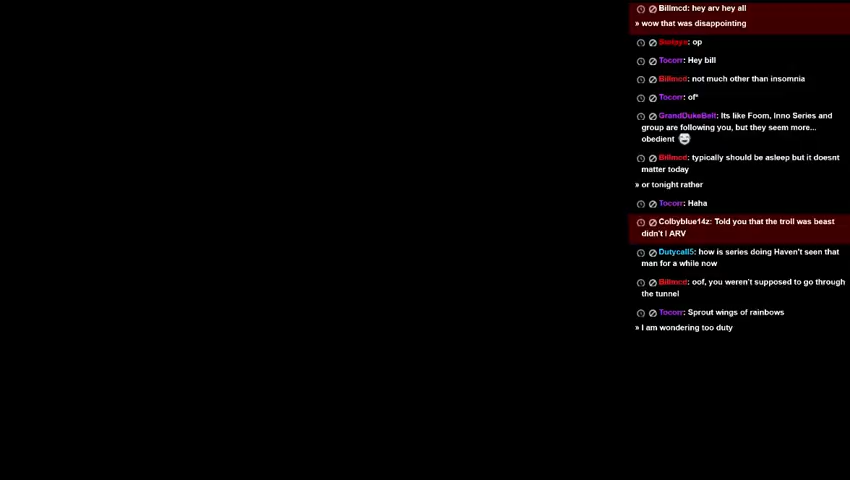 Billmcd: hey arv hey all
» wow that was disappointing
: op
Tocorr: Hey bill
Billmcd: not much other than insomnia
Tocorr: of*
GrandDukeBell: Its like Foom, Inno Series and
group are following you, but they seem more...
obedient
Billmcd: typically should be asleep but it doesnt
matter today
» or tonight rather
Tocorr: Haha
Colbyblue14z: Told you that the troll was beast
didn't I ARV
Dutycall5: how is series doing Haven't seen that
man for a while now
Billmcd: oof, you weren't supposed to go through
the tunnel
Tocorr: Sprout wings of rainbows
» I am wondering too duty